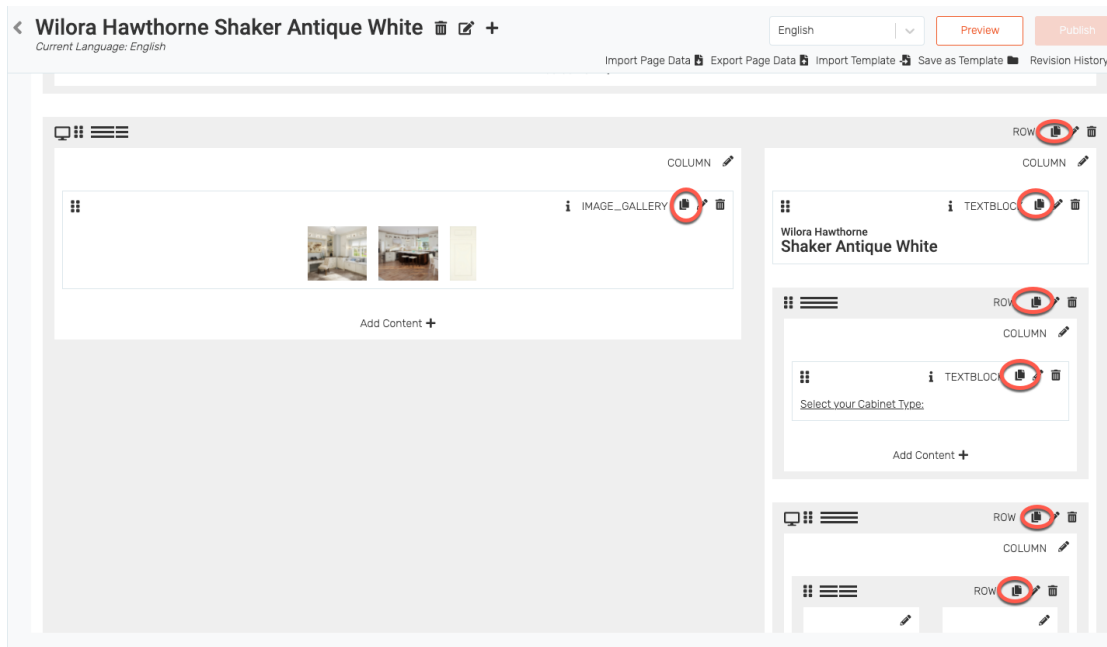 Wilora Hawthorne Shaker Antique White
Current Language: English
English
Preview
Publish
Import Page Data Export Page Data Import Template Save as Template Revision History
ROW
COLUMN
COLUMN
i IMAGE_GALLERY
i TEXTBLOCK
Wilora Hawthorne
Shaker Antique White
ROW
Add Content +
COLUMN
i TEXTBLOCK
Select your Cabinet Type:
Add Content +
ROW
COLUMN
ROW